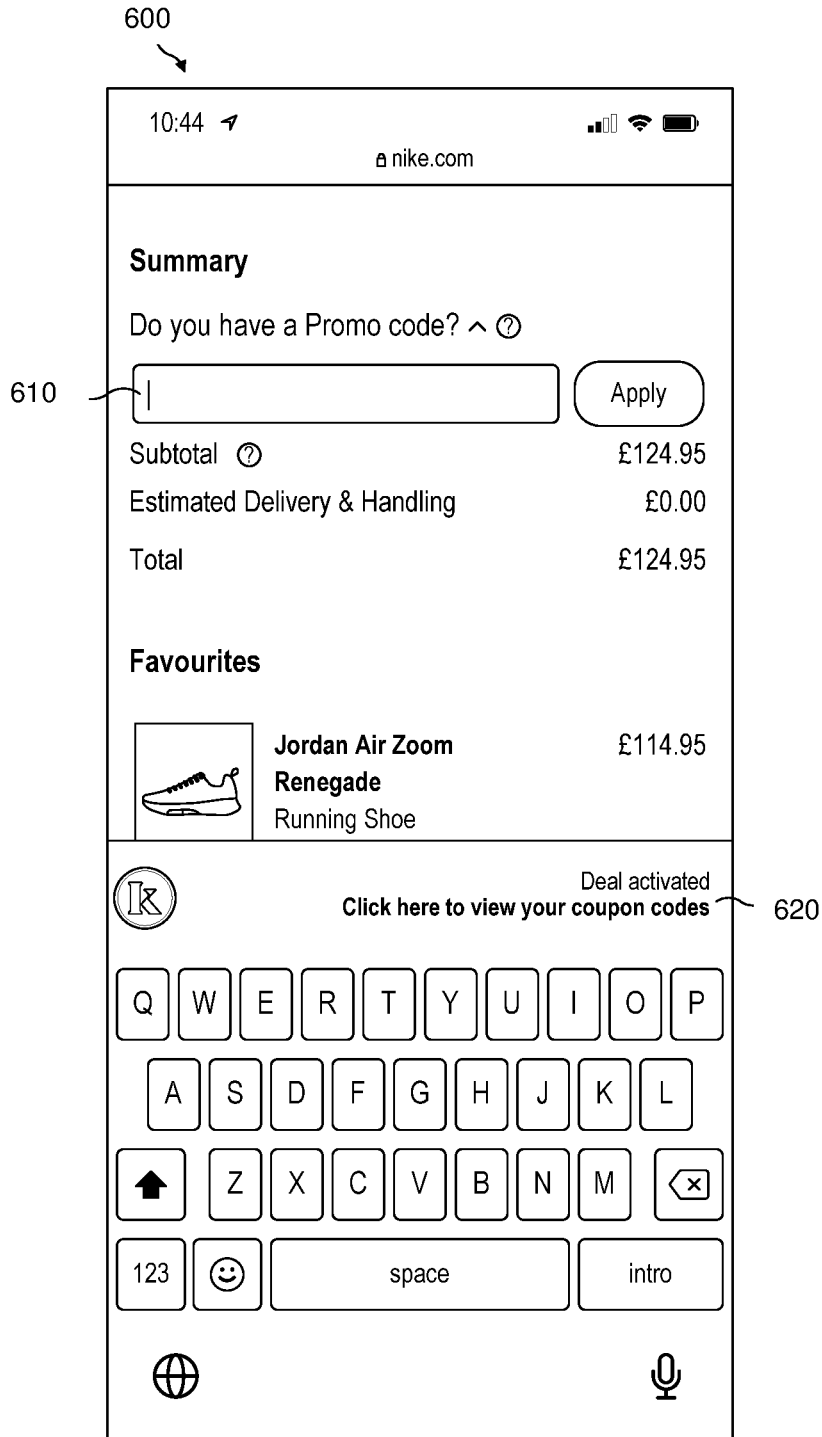 600
10:44
nike.com
Summary
Do you have a Promo code? ^ ?
610
Apply
Subtotal ? £124.95
Estimated Delivery & Handling £0.00
Total £124.95
Favourites
Jordan Air Zoom £114.95
Renegade
Running Shoe
K
Deal activated
Click here to view your coupon codes
620
Q W E R T Y U I O P
A S D F G H J K L
Z X C V B N M
123 space intro